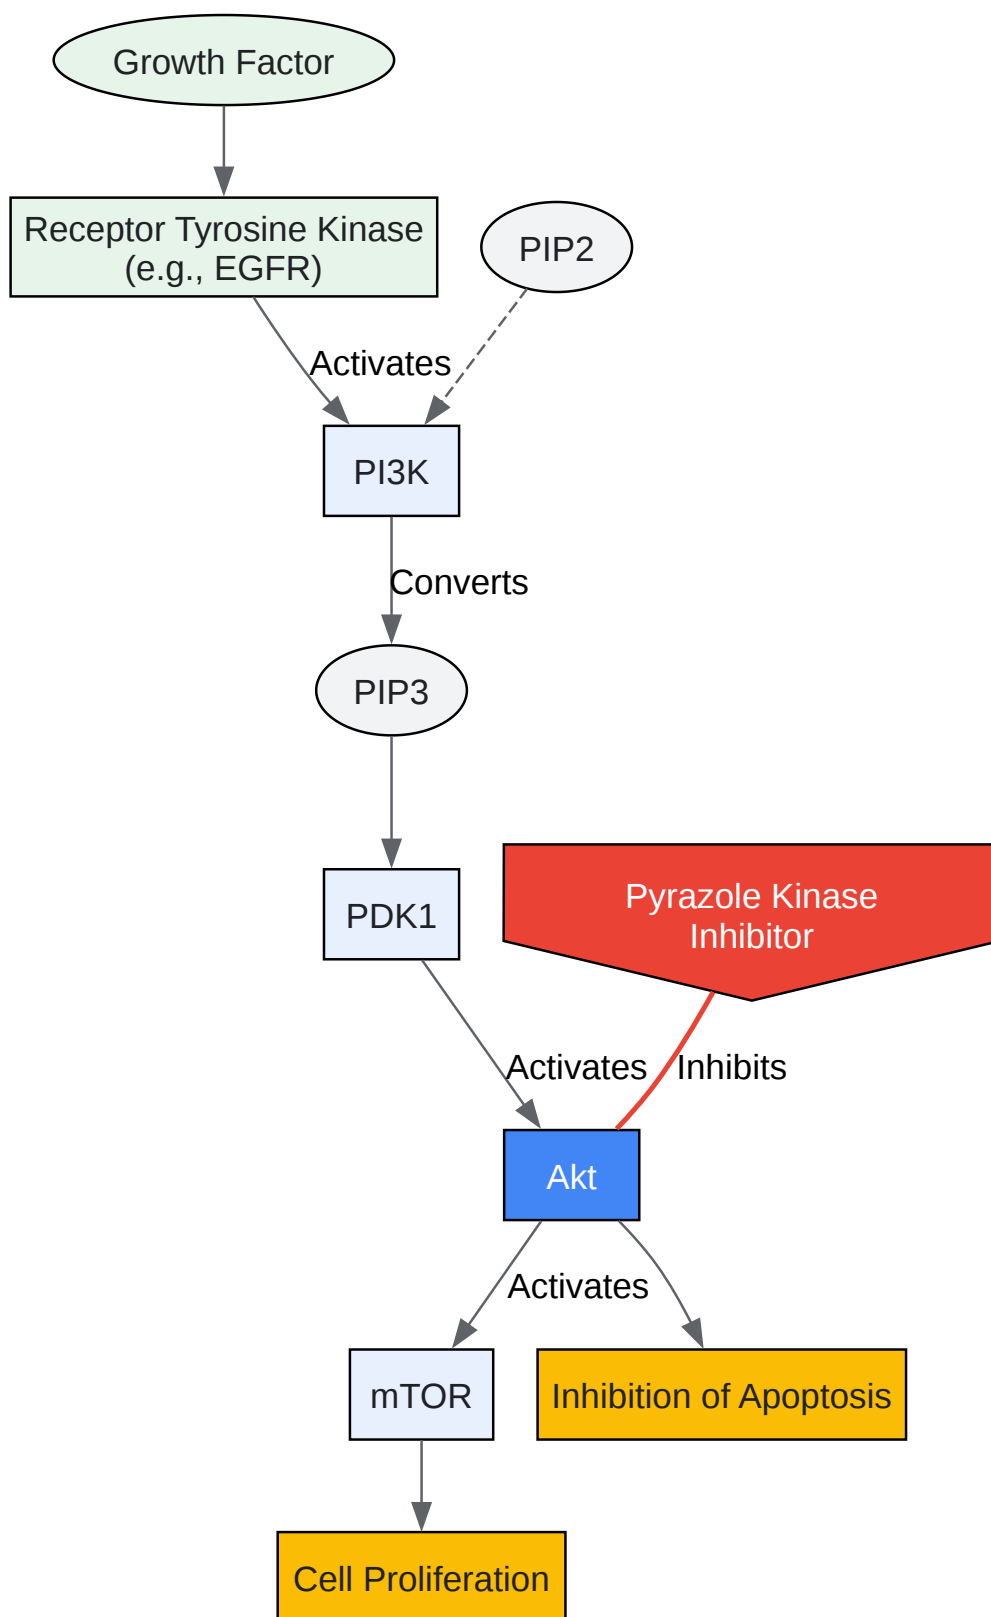 Growth Factor
Receptor Tyrosine Kinase
(e.g., EGFR)
PIP2
Activates
PI3K
Converts
PIP3
PDK1
Pyrazole Kinase
Inhibitor
Activates
Inhibits
Akt
Activates
mTOR
Inhibition of Apoptosis
Cell Proliferation